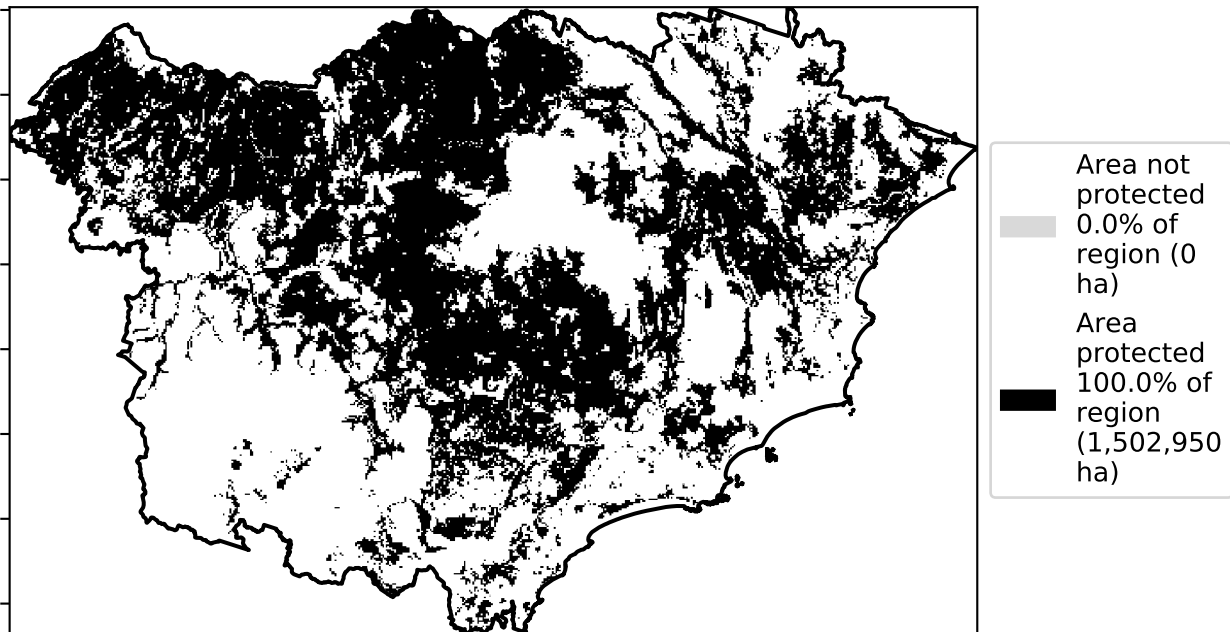 Area not
protected
0.0% of
region (0
ha)
Area
protected
100.0% of
region
(1,502,950
ha)